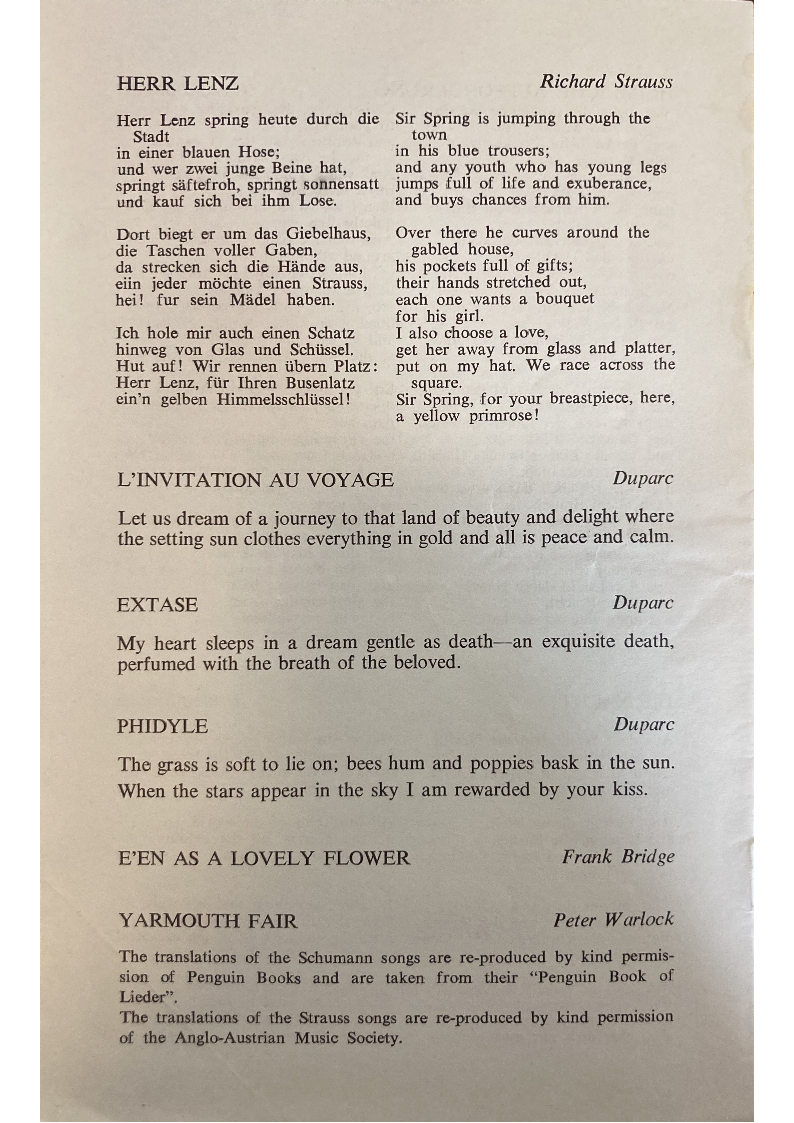 HERR LENZ Richard Strauss
Herr Lenz spring heute durch die
Stadt
in einer blauen Hose;
und wer zwei junge Beine hat,
springt säftefroh, springt sonnensatt
und kauf sich bei ihm Lose.
Dort biegt er um das Giebelhaus,
die Taschen voller Gaben,
da strecken sich die Hände aus,
eiin jeder möchte einen Strauss,
hei! fur sein Mädel haben.
Ich hole mir auch einen Schatz
hinweg von Glas und Schüssel.
Hut auf! Wir rennen übern Platz:
Herr Lenz, für Ihren Busenlatz
ein'n gelben Himmelsschlüssel!
Sir Spring is jumping through the
town
in his blue trousers;
and any youth who has young legs
jumps full of life and exuberance,
and buys chances from him.
Over there he curves around the
gabled house,
his pockets full of gifts;
their hands stretched out,
each one wants a bouquet
for his girl.
I also choose a love,
get her away from glass and platter,
put on my hat. We race across the
square.
Sir Spring, for your breastpiece, here,
a yellow primrose!
L'INVITATION AU VOYAGE Duparc
Let us dream of a journey to that land of beauty and delight where
the setting sun clothes everything in gold and all is peace and calm.
EXTASE Duparc
My heart sleeps in a dream gentle as death—an exquisite death,
perfumed with the breath of the beloved.
PHIDYLE Duparc
The grass is soft to lie on; bees hum and poppies bask in the sun.
When the stars appear in the sky I am rewarded by your kiss.
E'EN AS A LOVELY FLOWER Frank Bridge
YARMOUTH FAIR Peter Warlock
The translations of the Schumann songs are re-produced by kind permis-
sion of Penguin Books and are taken from their "Penguin Book of
Lieder".
The translations of the Strauss songs are re-produced by kind permission
of the Anglo-Austrian Music Society.